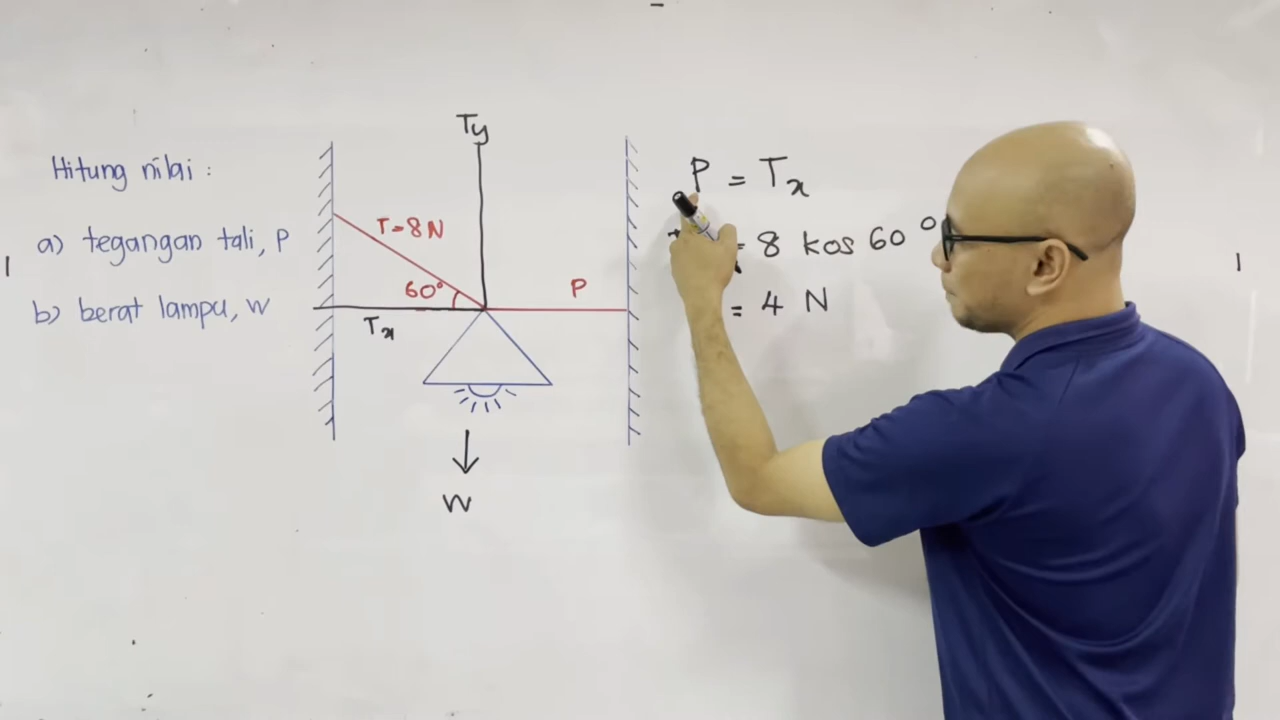 Hitung nilai :
a) tegangan tali, P
b) berat lampu, W
Ty
T=8N
60°
P
Tx
W
P = Tx
= 8 kos 60°
= 4 N